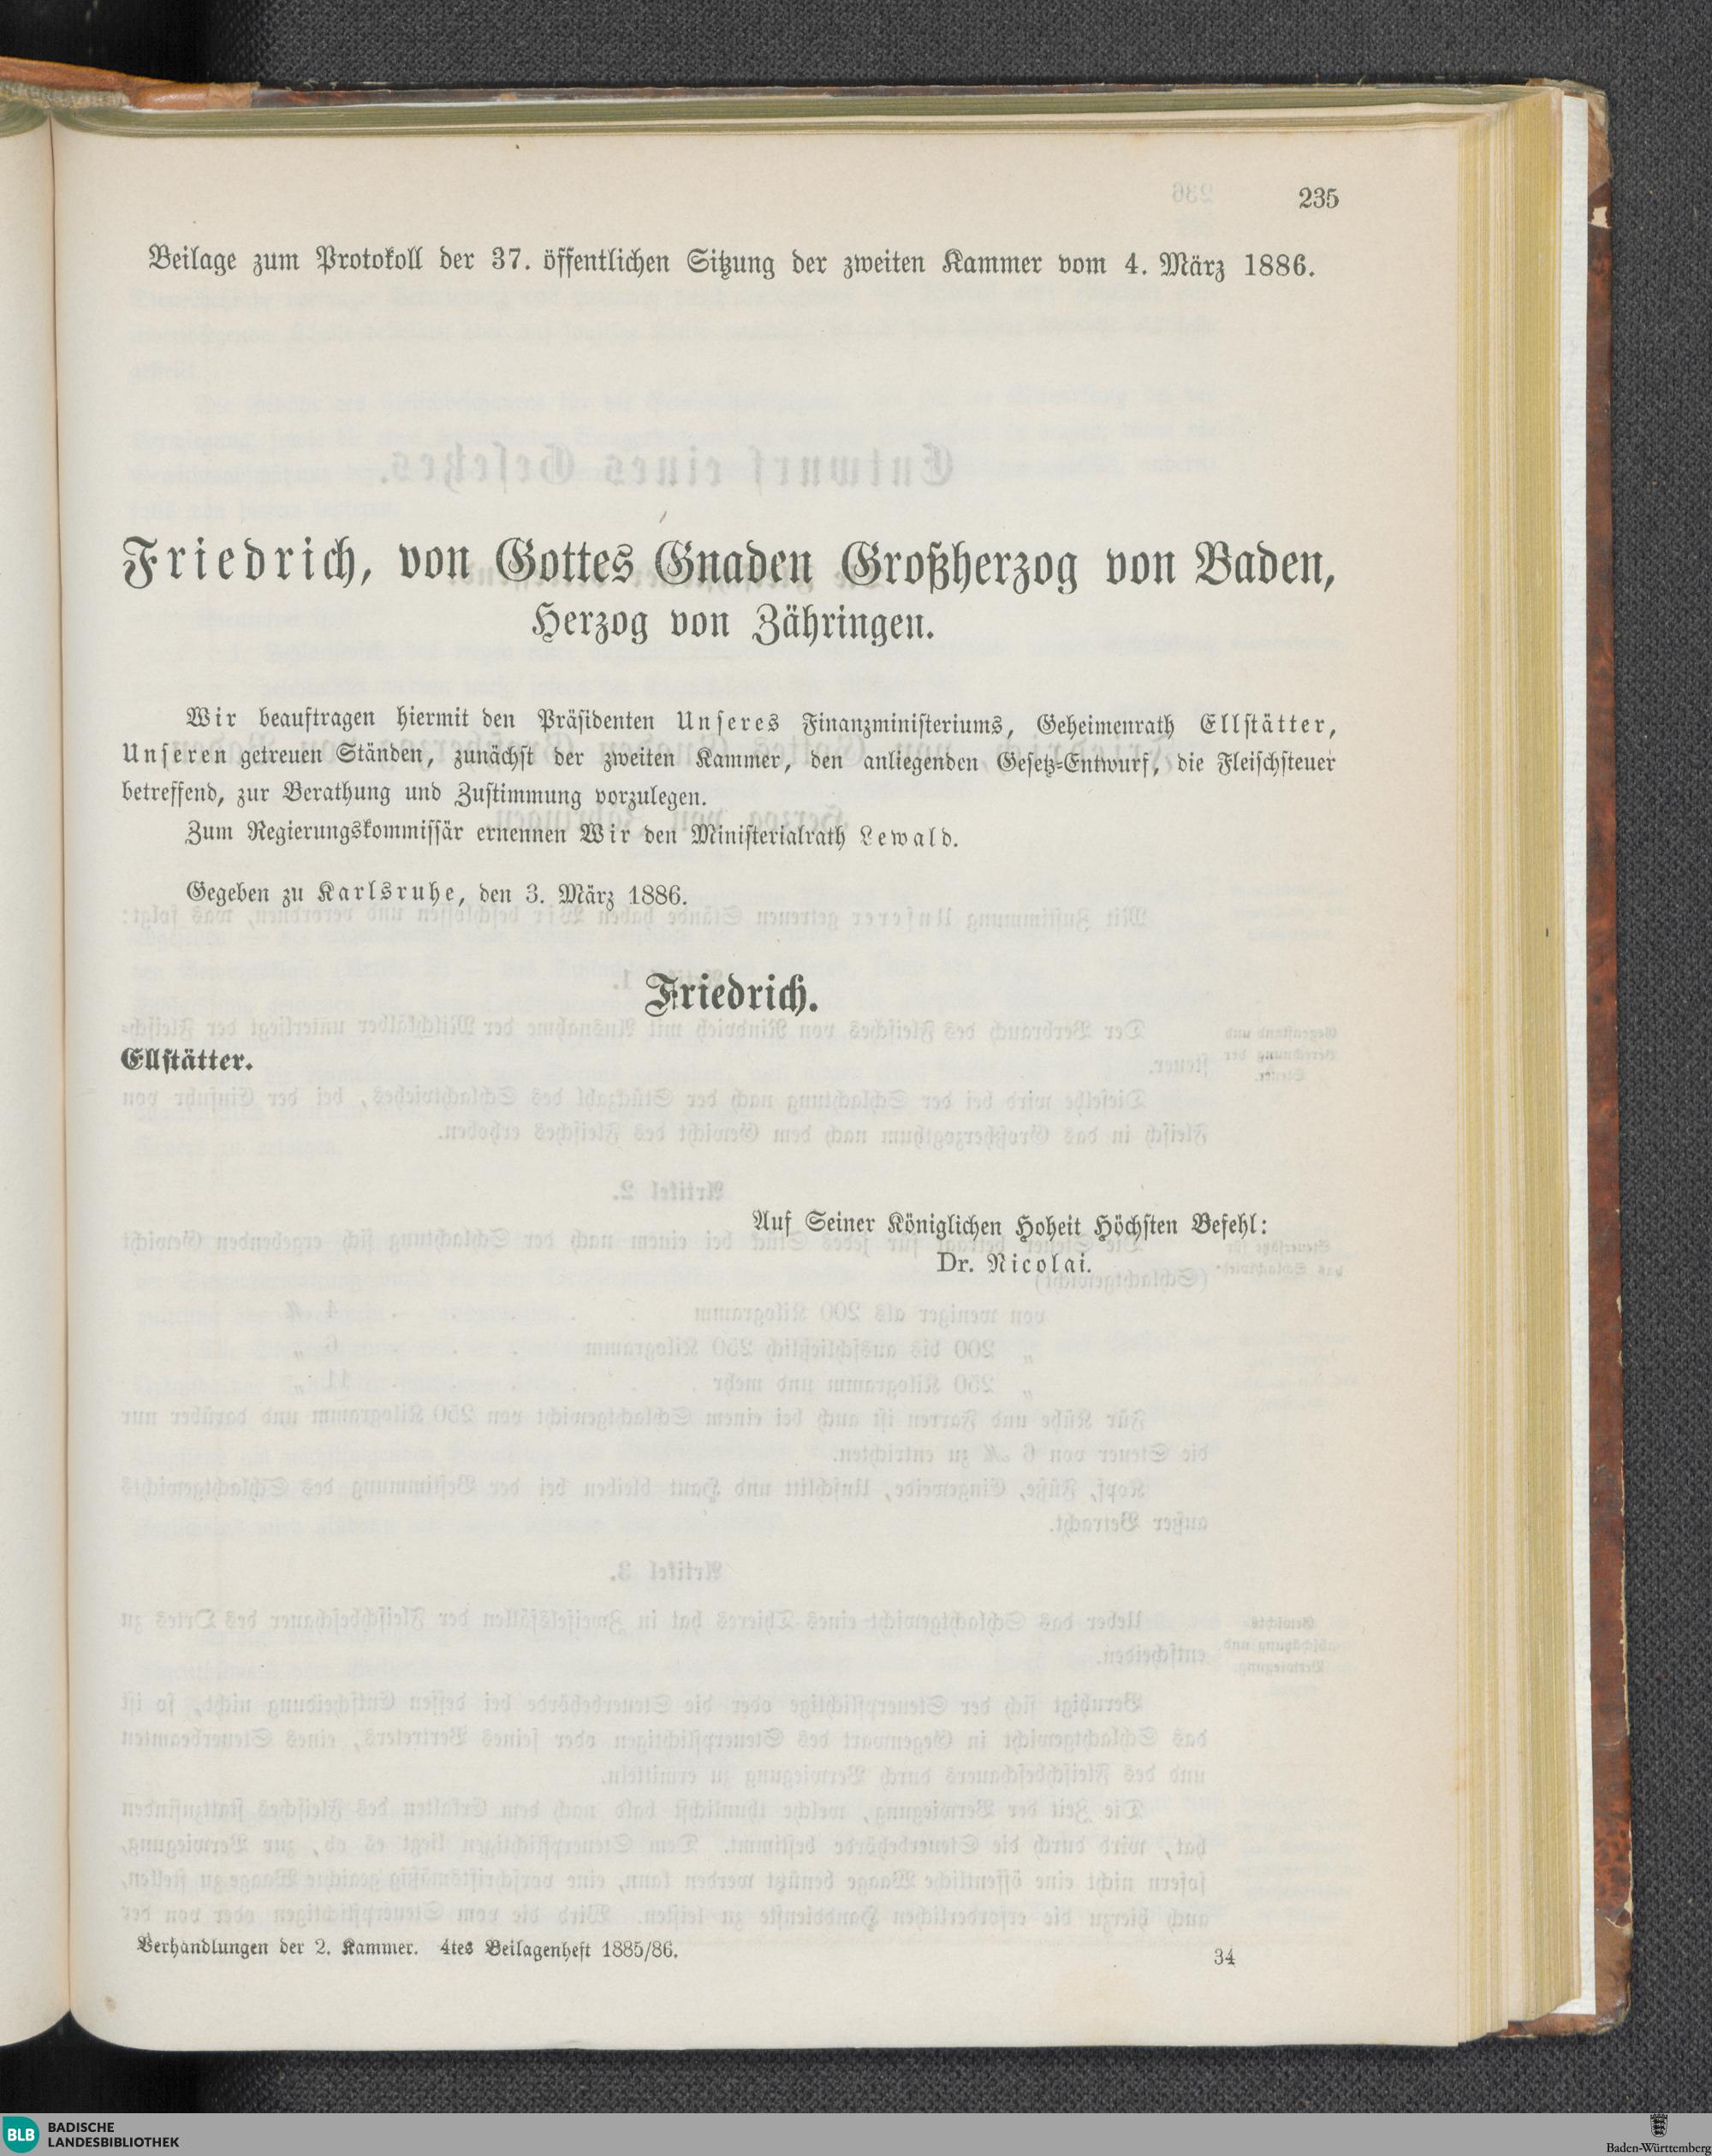 235
Beilage zum Protokoll der 37. öffentlichen Sitzung der zweiten Kammer vom 4. März 1886.
Friedrich, von Gottes Gnaden Großherzog von Baden,
Herzog von Zähringen.
Wir beauftragen hiermit den Präsidenten Unseres Finanzministeriums, Geheimenrath Ellstätter,
Unseren getreuen Ständen, zunächst der zweiten Kammer, den anliegenden Gesetz-Entwurf, die Fleischsteuer
betreffend, zur Berathung und Zustimmung vorzulegen.
Zum Regierungskommissär ernennen Wir den Ministerialrath Lewald.
Gegeben zu Karlsruhe, den 3. März 1886.
Friedrich.
Ellstätter.
Auf Seiner Königlichen Hoheit Höchsten Befehl:
Dr. Nicolai.
Verhandlungen der 2. Kammer. 4tes Beilagenheft 1885/86.
34
BLB BADISCHE
LANDESBIBLIOTHEK
Baden-Württemberg